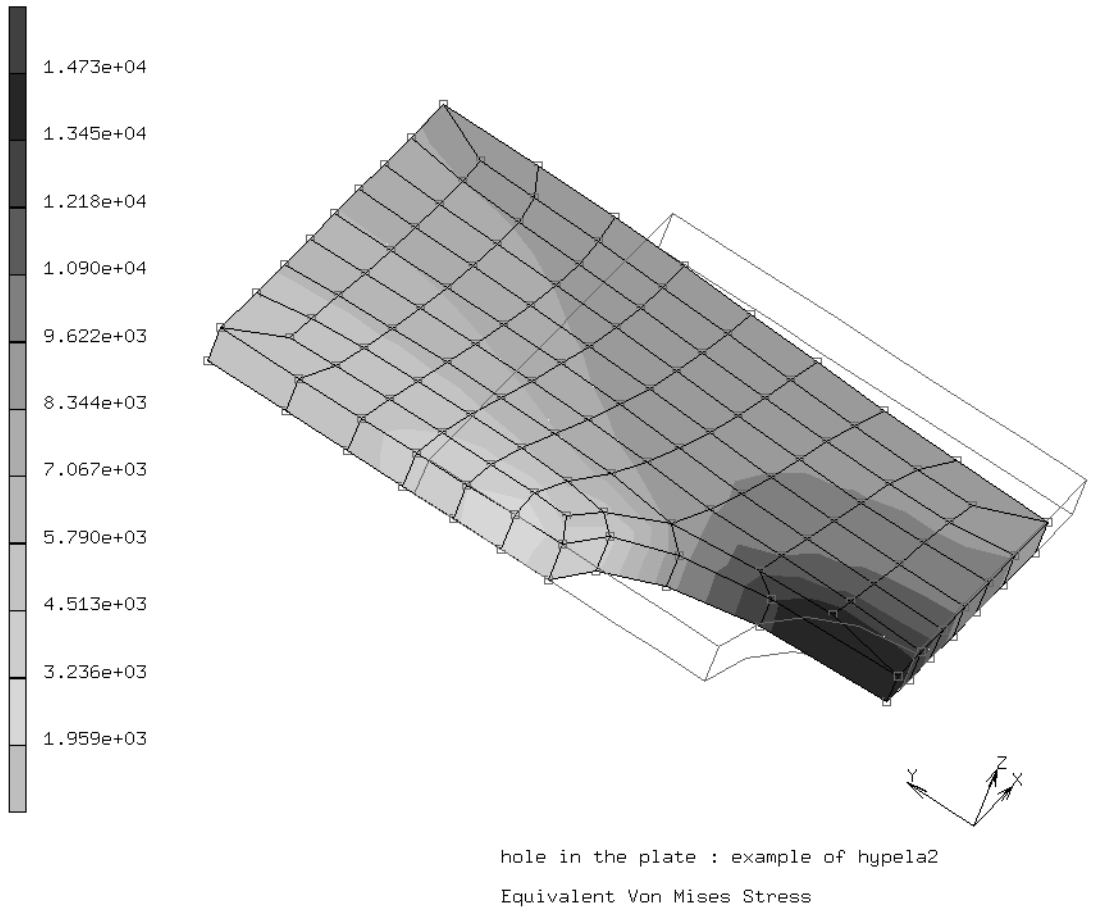 1.473e+04
1.345e+04
1.218e+04
1.090e+04
9.622e+03
8.344e+03
7.067e+03
5.790e+03
4.513e+03
3.236e+03
1.959e+03
Y
Z
X
hole in the plate : example of hypela2
Equivalent Von Mises Stress